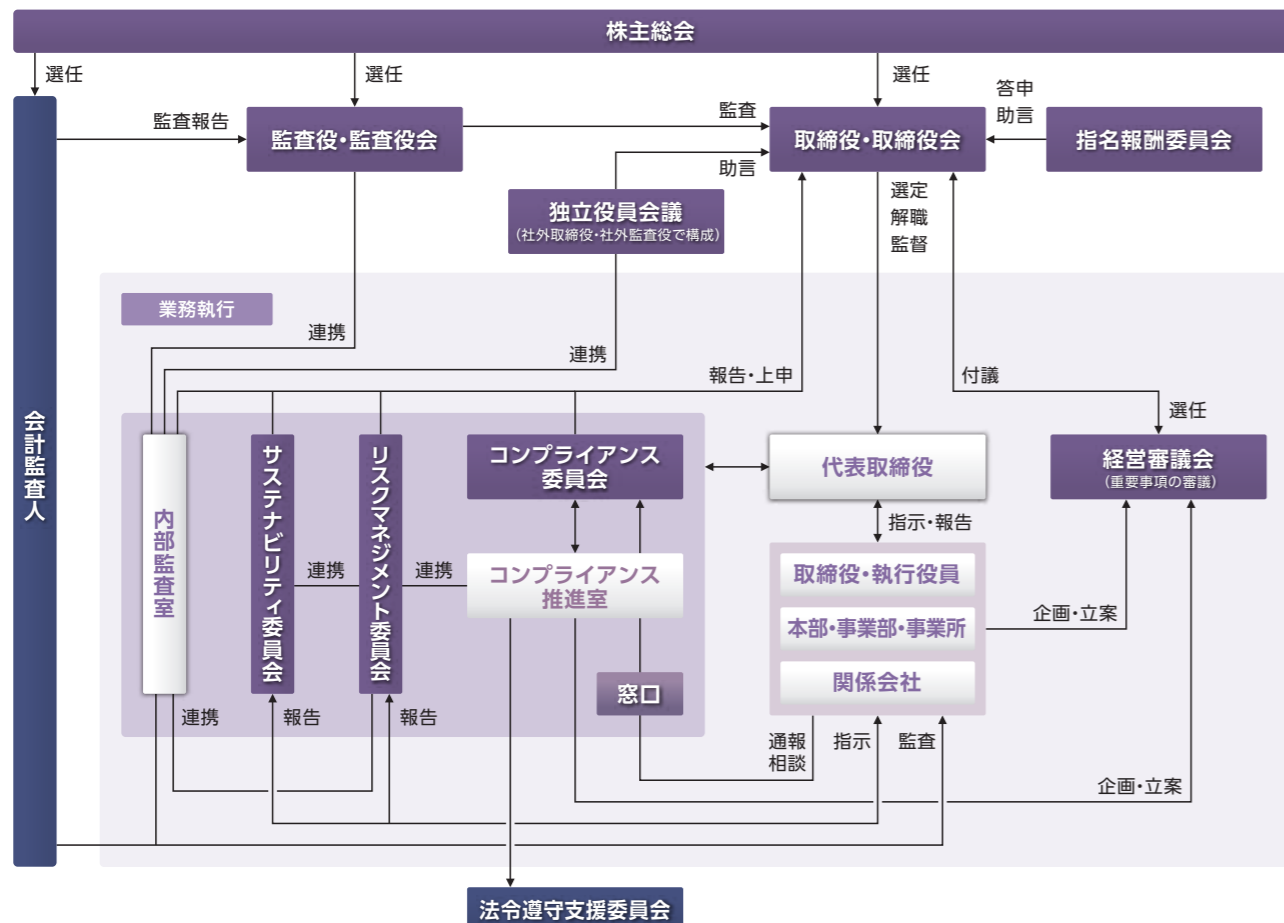 株主総会
選任
選任
選任
答申
助言
監査報告
監査役・監査役会
監査
取締役・取締役会
指名報酬委員会
助言
独立役員会議
(社外取締役・社外監査役で構成)
選定
解職
監督
業務執行
連携
連携
報告・上申
付議
選任
会計監査人
内部監査室
サステナビリティ委員会
リスクマネジメント委員会
コンプライアンス
委員会
代表取締役
経営審議会
(重要事項の審議)
指示・報告
連携
連携
コンプライアンス
推進室
取締役・執行役員
本部・事業部・事業所
関係会社
企画・立案
窓口
連携
報告
報告
通報
相談
指示
監査
企画・立案
法令遵守支援委員会